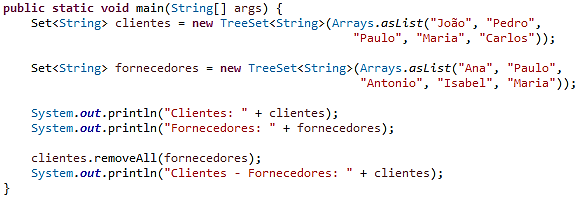 public static void main(String[] args) {
Set<String> clientes = new TreeSet<String>(Arrays.asList("João", "Pedro",
"Paulo", "Maria", "Carlos"));
Set<String> fornecedores = new TreeSet<String>(Arrays.asList("Ana", "Paulo",
"Antonio", "Isabel", "Maria"));
System.out.println("Clientes: " + clientes);
System.out.println("Fornecedores: " + fornecedores);
clientes.removeAll(fornecedores);
System.out.println("Clientes - Fornecedores: " + clientes);
}